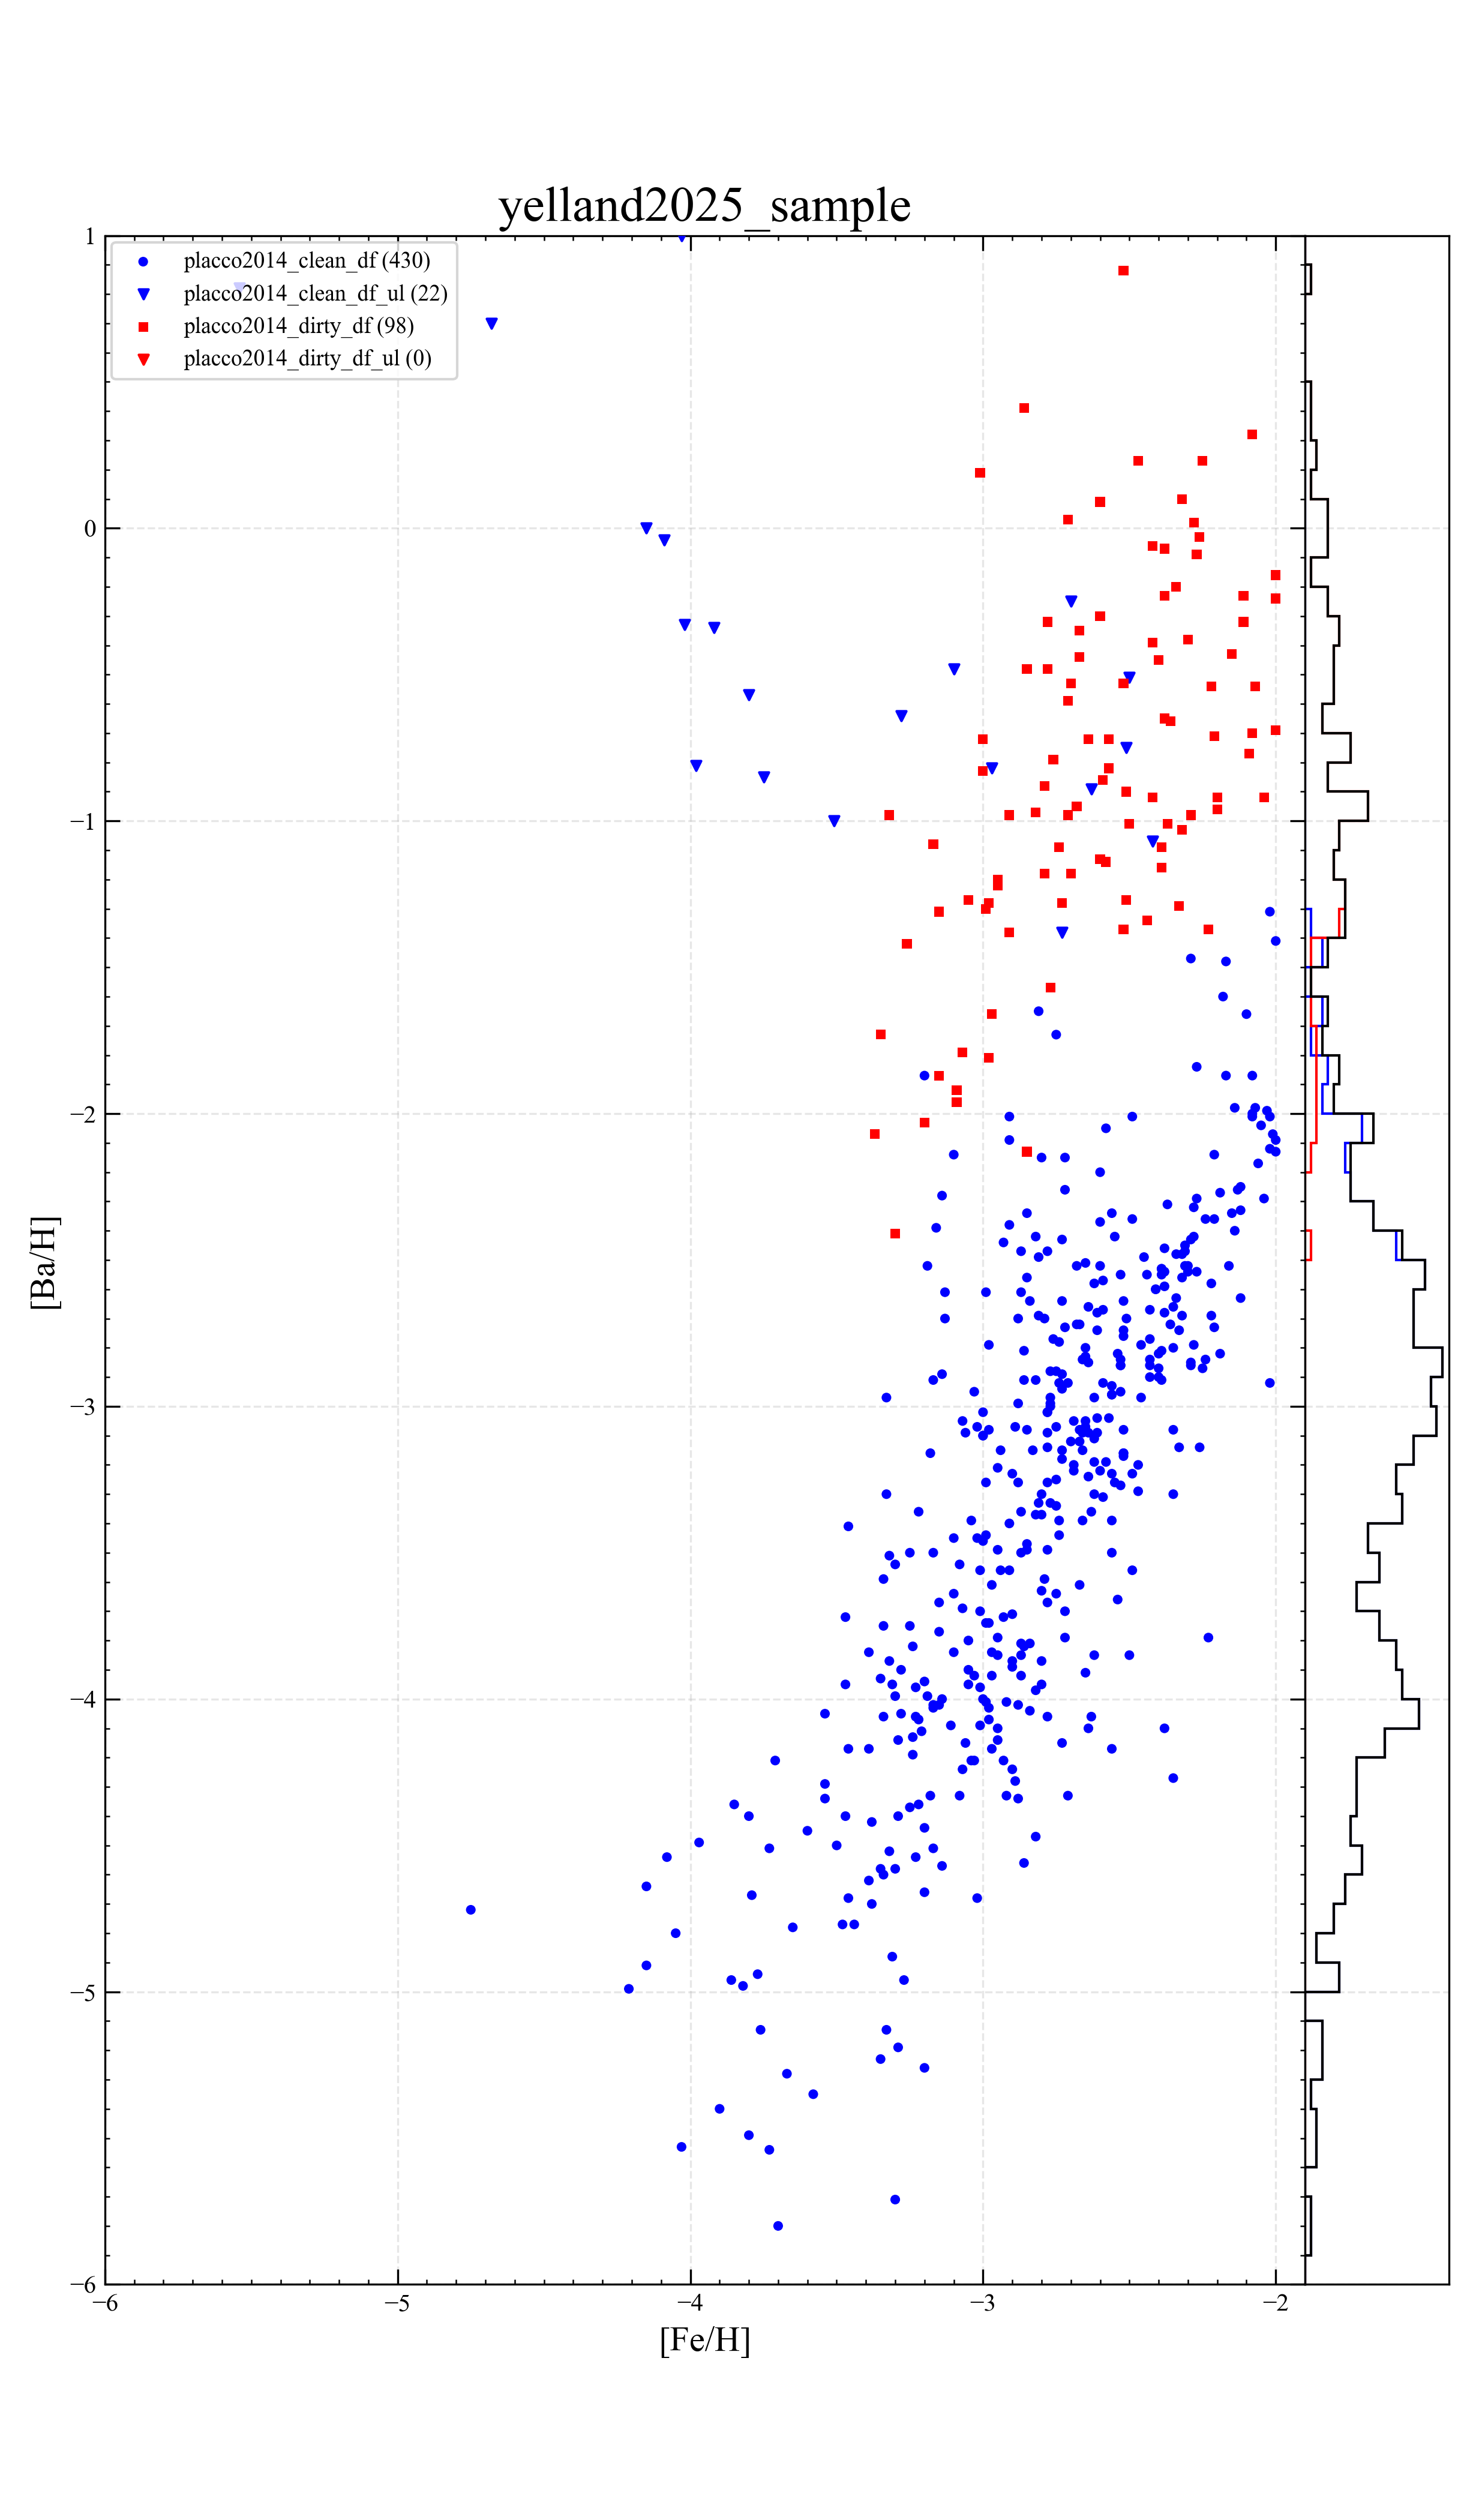 yelland2025_sample
placco2014_clean_df (430)
placco2014_clean_df_ul (22)
placco2014_dirty_df (98)
placco2014_dirty_df_ul (0)
1
0
−1
−2
−3
−4
−5
−6
[Ba/H]
−6 −5 −4 −3 −2
[Fe/H]